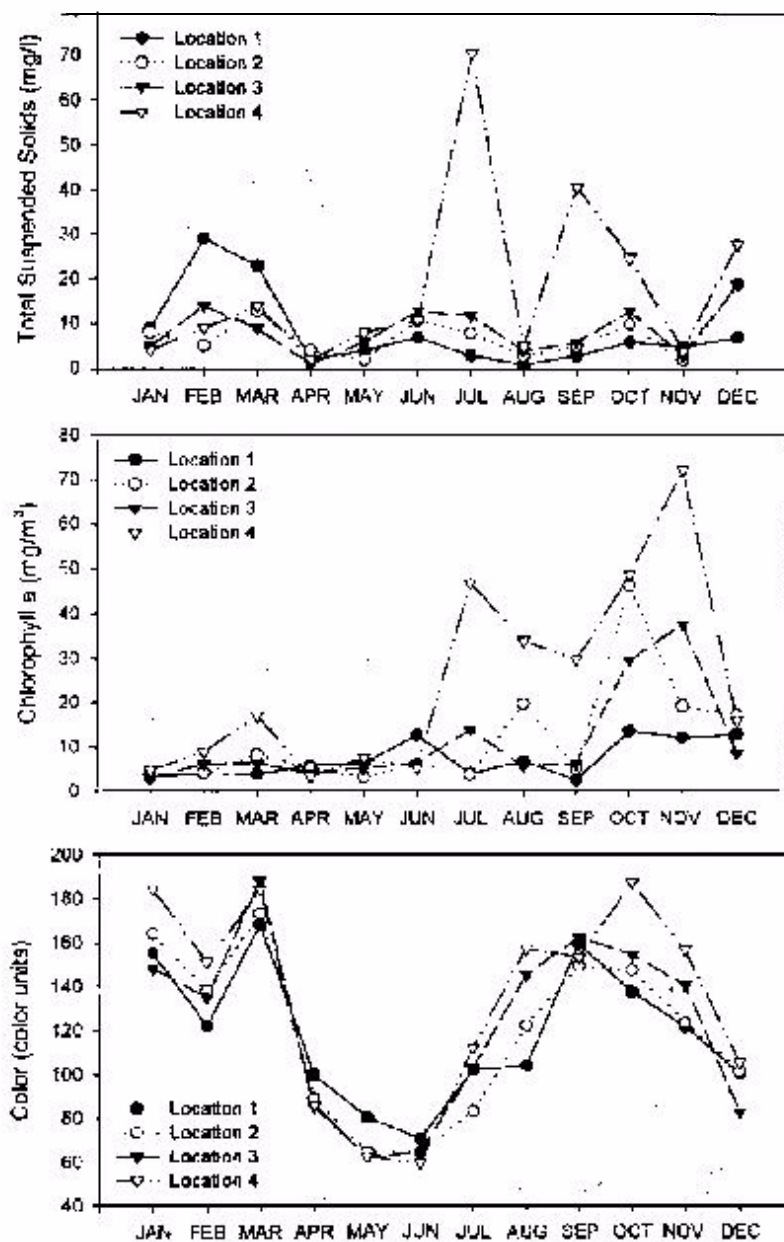 Total Suspended Solids (mg/l)
70
60
50
40
30
20
10
0
Location 1
Location 2
Location 3
Location 4
JAN FEB MAR APR MAY JUN JUL AUG SEP OCT NOV DEC
Chlorophyll a (mg/m³)
80
70
60
50
40
30
20
10
0
Location 1
Location 2
Location 3
Location 4
JAN FEB MAR APR MAY JUN JUL AUG SEP OCT NOV DEC
Color (color units)
200
180
160
140
120
100
80
60
40
Location 1
Location 2
Location 3
Location 4
JAN FEB MAR APR MAY JUN JUL AUG SEP OCT NOV DEC